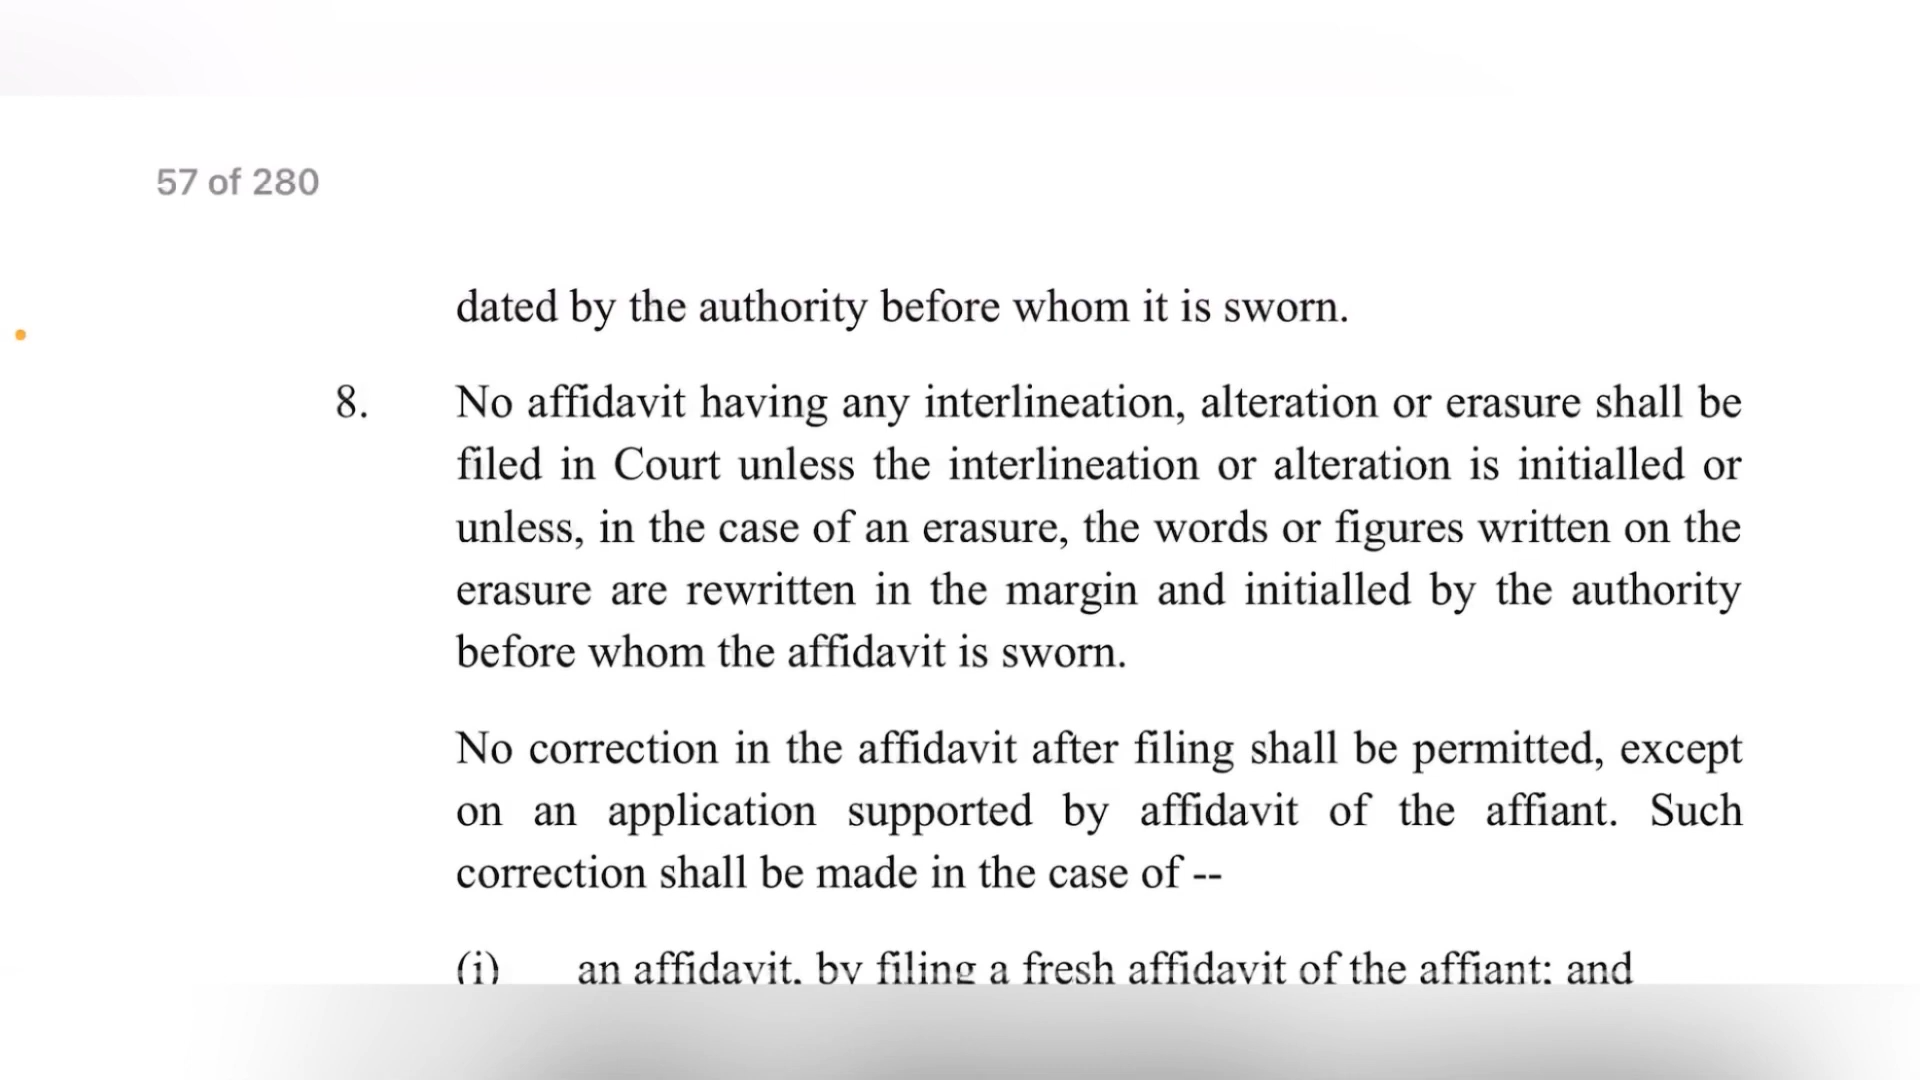 57 of 280
dated by the authority before whom it is sworn.
8. No affidavit having any interlineation, alteration or erasure shall be
filed in Court unless the interlineation or alteration is initialled or
unless, in the case of an erasure, the words or figures written on the
erasure are rewritten in the margin and initialled by the authority
before whom the affidavit is sworn.
No correction in the affidavit after filing shall be permitted, except
on an application supported by affidavit of the affiant. Such
correction shall be made in the case of --
(i) an affidavit, by filing a fresh affidavit of the affiant; and